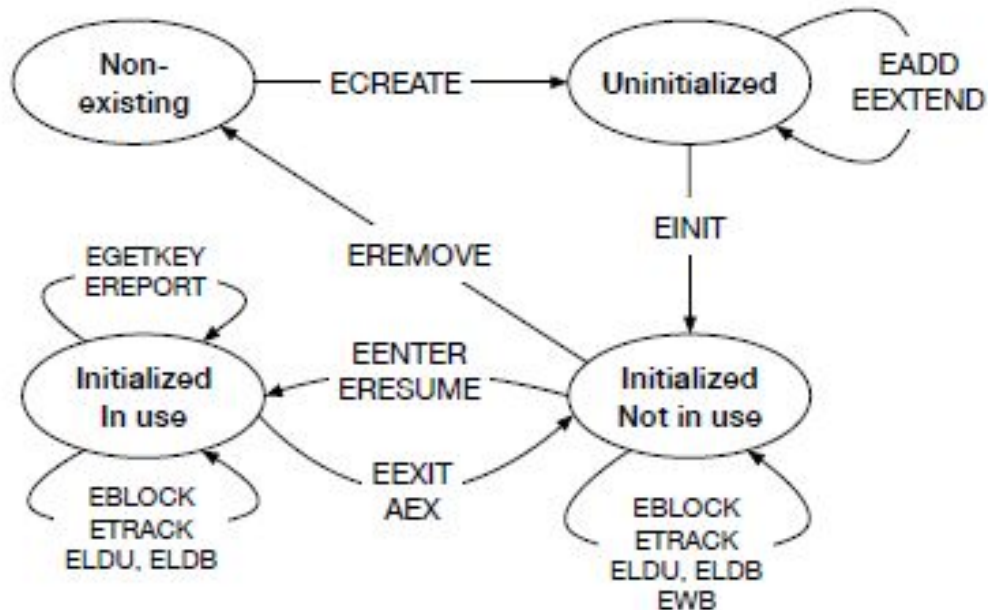 Non-
existing
ECREATE
Uninitialized
EADD
EEXTEND
EINIT
EREMOVE
EGETKEY
EREPORT
Initialized
In use
EENTER
ERESUME
Initialized
Not in use
EEXIT
AEX
EBLOCK
ETRACK
ELDU, ELDB
EBLOCK
ETRACK
ELDU, ELDB
EWB